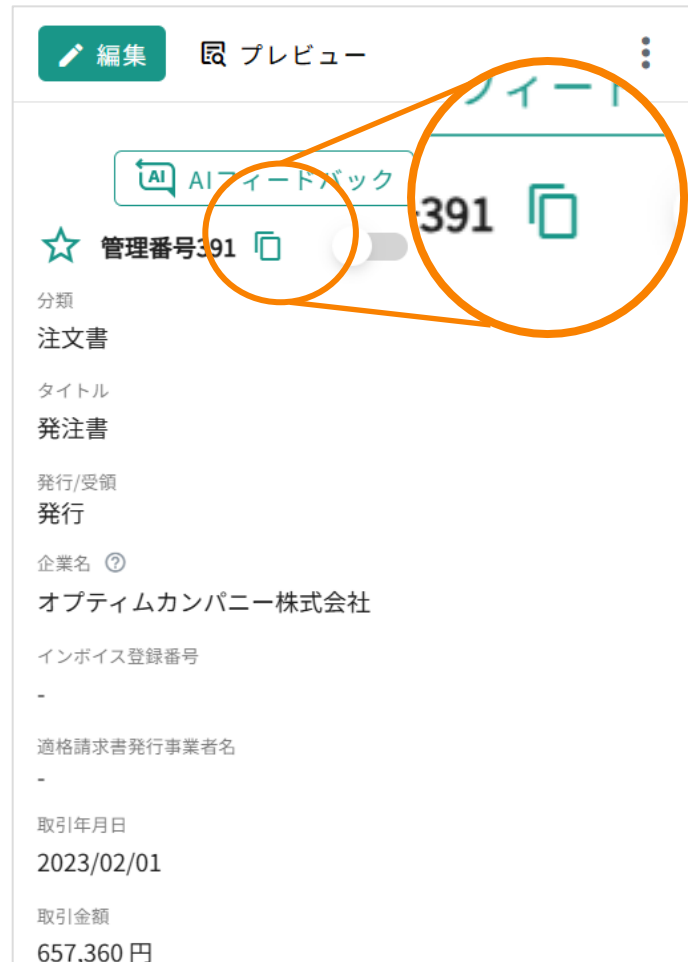 編集
プレビュー
AI AIフィードバック
管理番号391
391
分類
注文書
タイトル
発注書
発行/受領
発行
企業名 ?
オプティムカンパニー株式会社
インボイス登録番号
-
適格請求書発行事業者名
-
取引年月日
2023/02/01
取引金額
657,360 円